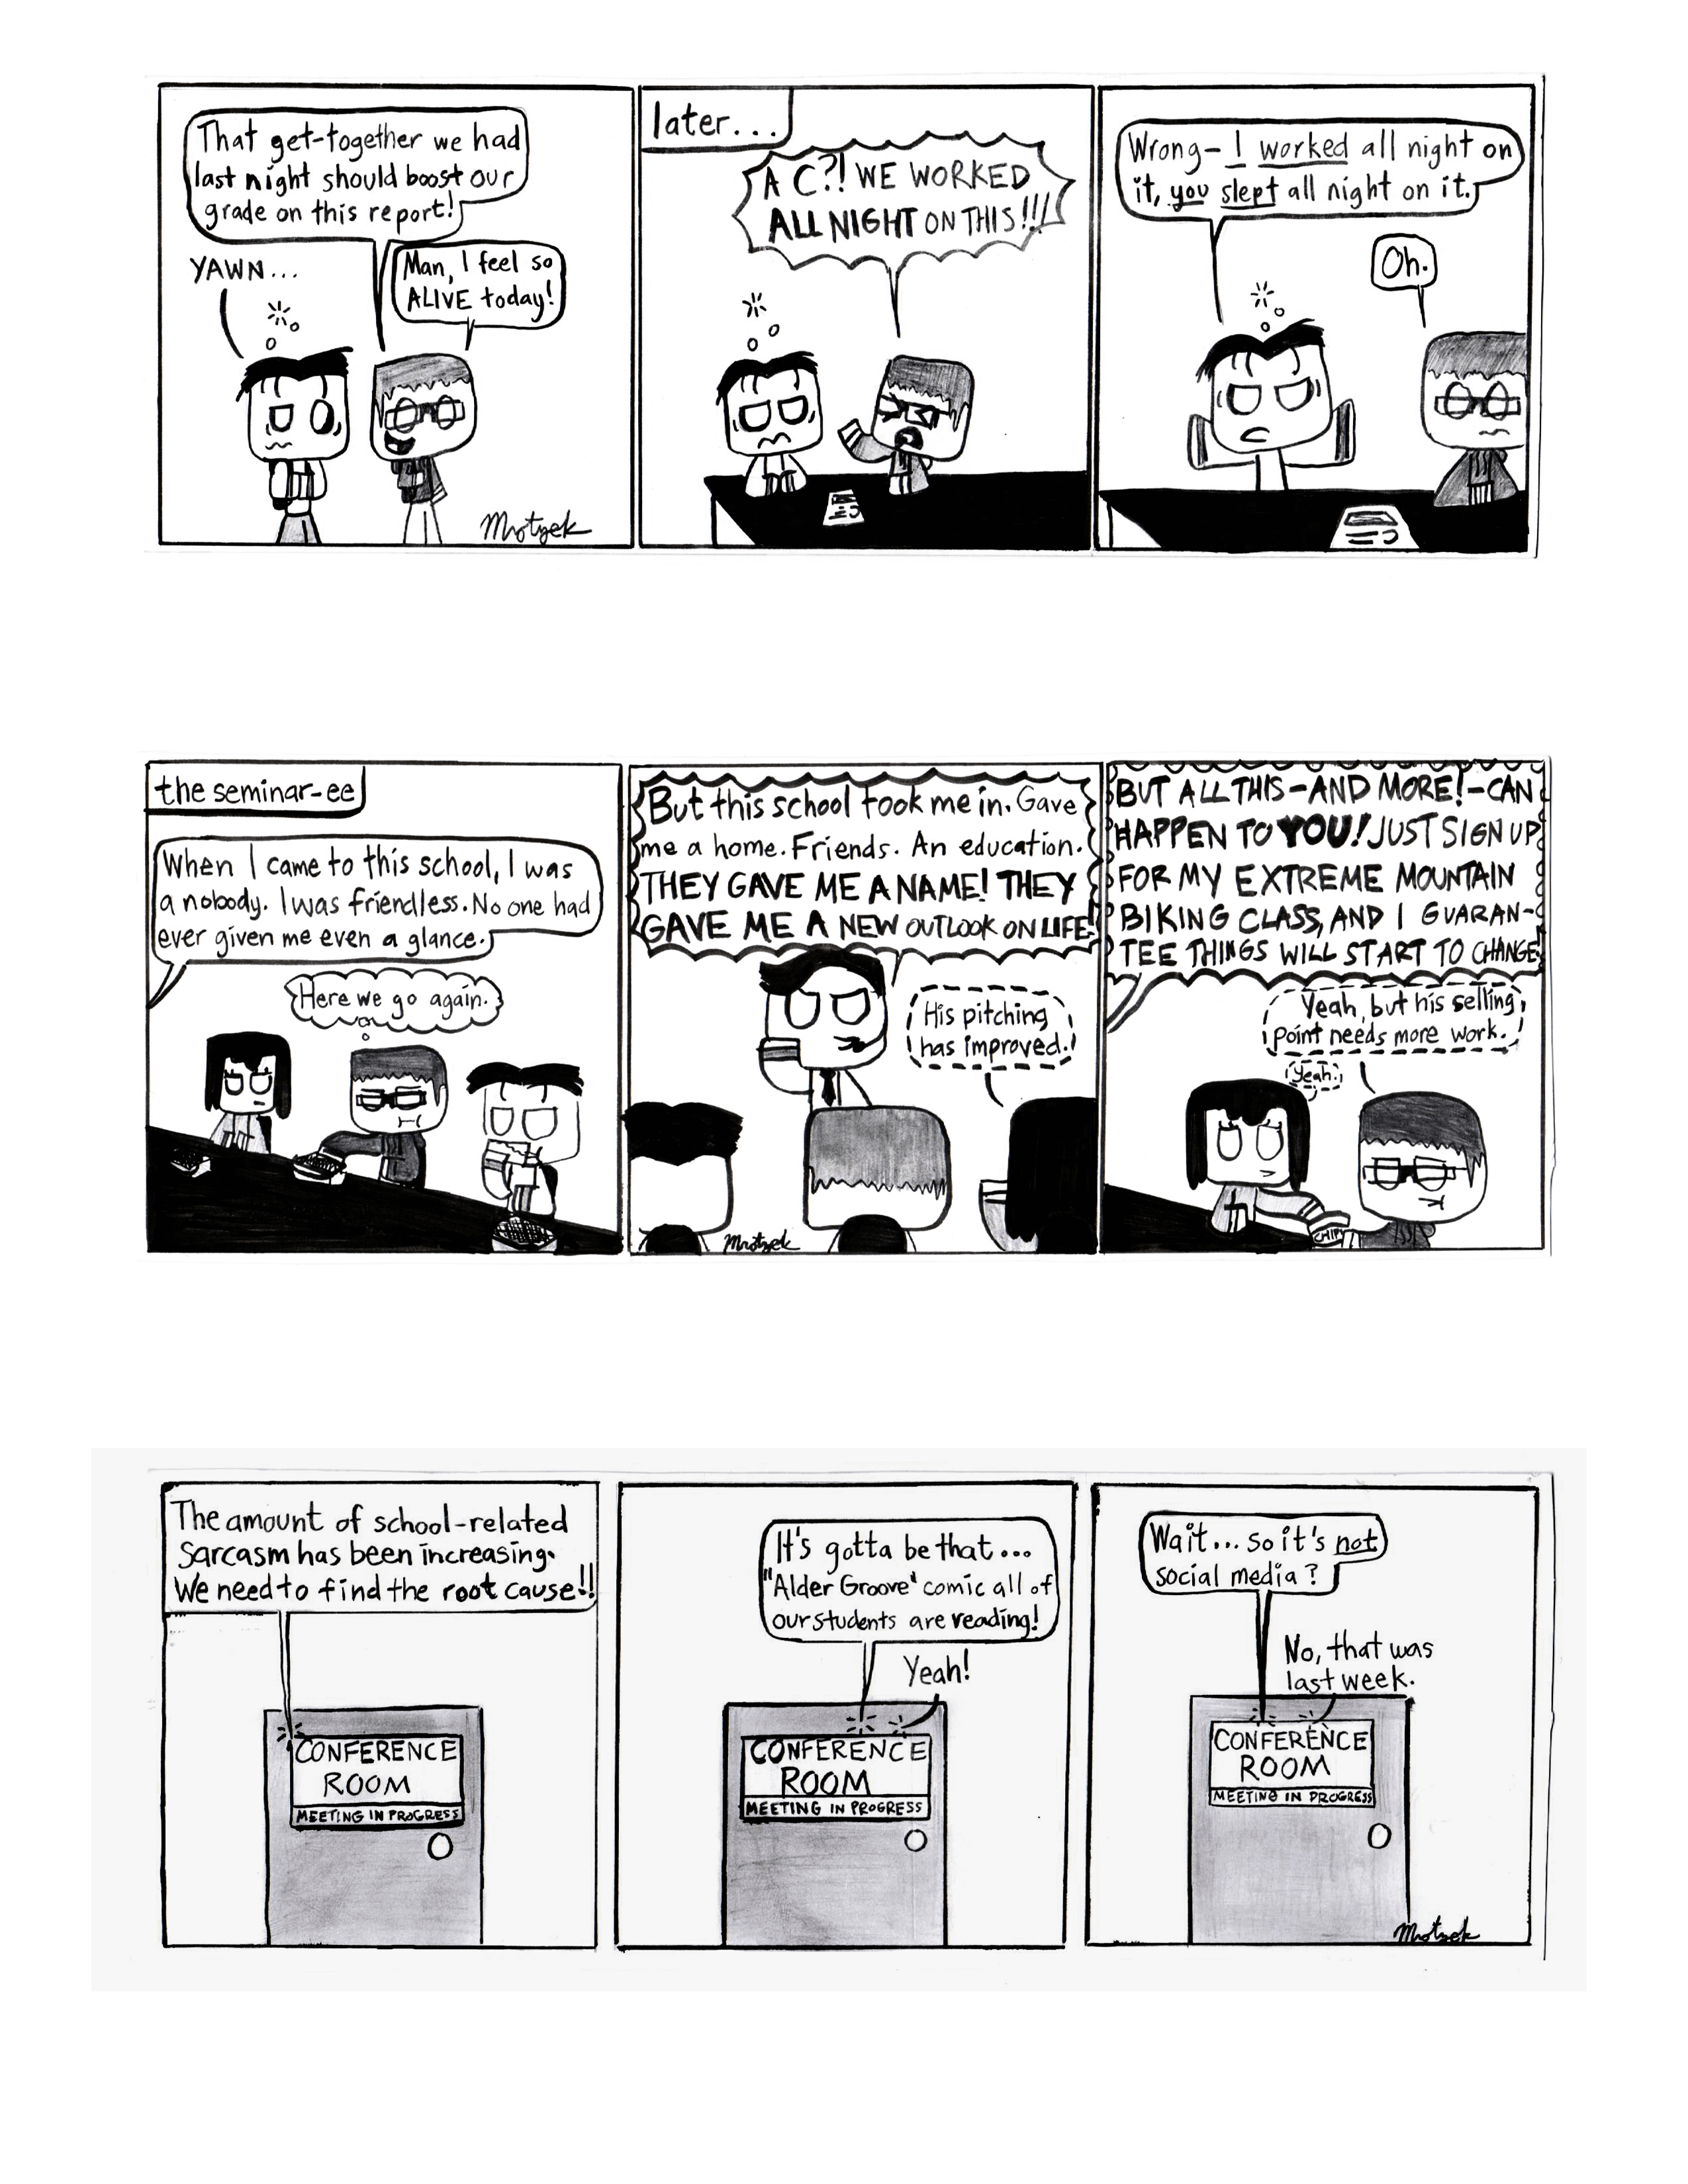 That get-together we had
last night should boost our
grade on this report!
YAWN...
Man, I feel so
ALIVE today!
Mrotzek
later...
A C?! WE WORKED
ALL NIGHT ON THIS!!!
Wrong- I worked all night on
it, you slept all night on it.
Oh.
the seminar-ee
When I came to this school, I was
a nobody. I was friendless. No one had
ever given me even a glance.
Here we go again.
But this school took me in. Gave
me a home. Friends. An education.
THEY GAVE ME A NAME! THEY
GAVE ME A NEW OUTLOOK ON LIFE!
His pitching
has improved.
Mrotzek
BUT ALL THIS-AND MORE!-CAN
HAPPEN TO YOU! JUST SIGN UP
FOR MY EXTREME MOUNTAIN
BIKING CLASS, AND I GUARAN-
TEE THINGS WILL START TO CHANGE
Yeah, but his selling
point needs more work.
Yeah.
CHIP
The amount of school-related
sarcasm has been increasing.
We need to find the root cause!!
CONFERENCE
ROOM
MEETING IN PROGRESS
It's gotta be that...
"Alder Groove" comic all of
our students are reading!
Yeah!
CONFERENCE
ROOM
MEETING IN PROGRESS
Wait... so it's not
social media?
No, that was
last week.
CONFERENCE
ROOM
MEETING IN PROGRESS
Mrotzek